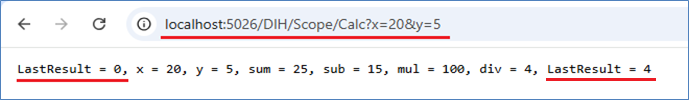 localhost:5026/DIH/Scope/Calc?x=20&y=5
LastResult = 0, x = 20, y = 5, sum = 25, sub = 15, mul = 100, div = 4, LastResult = 4